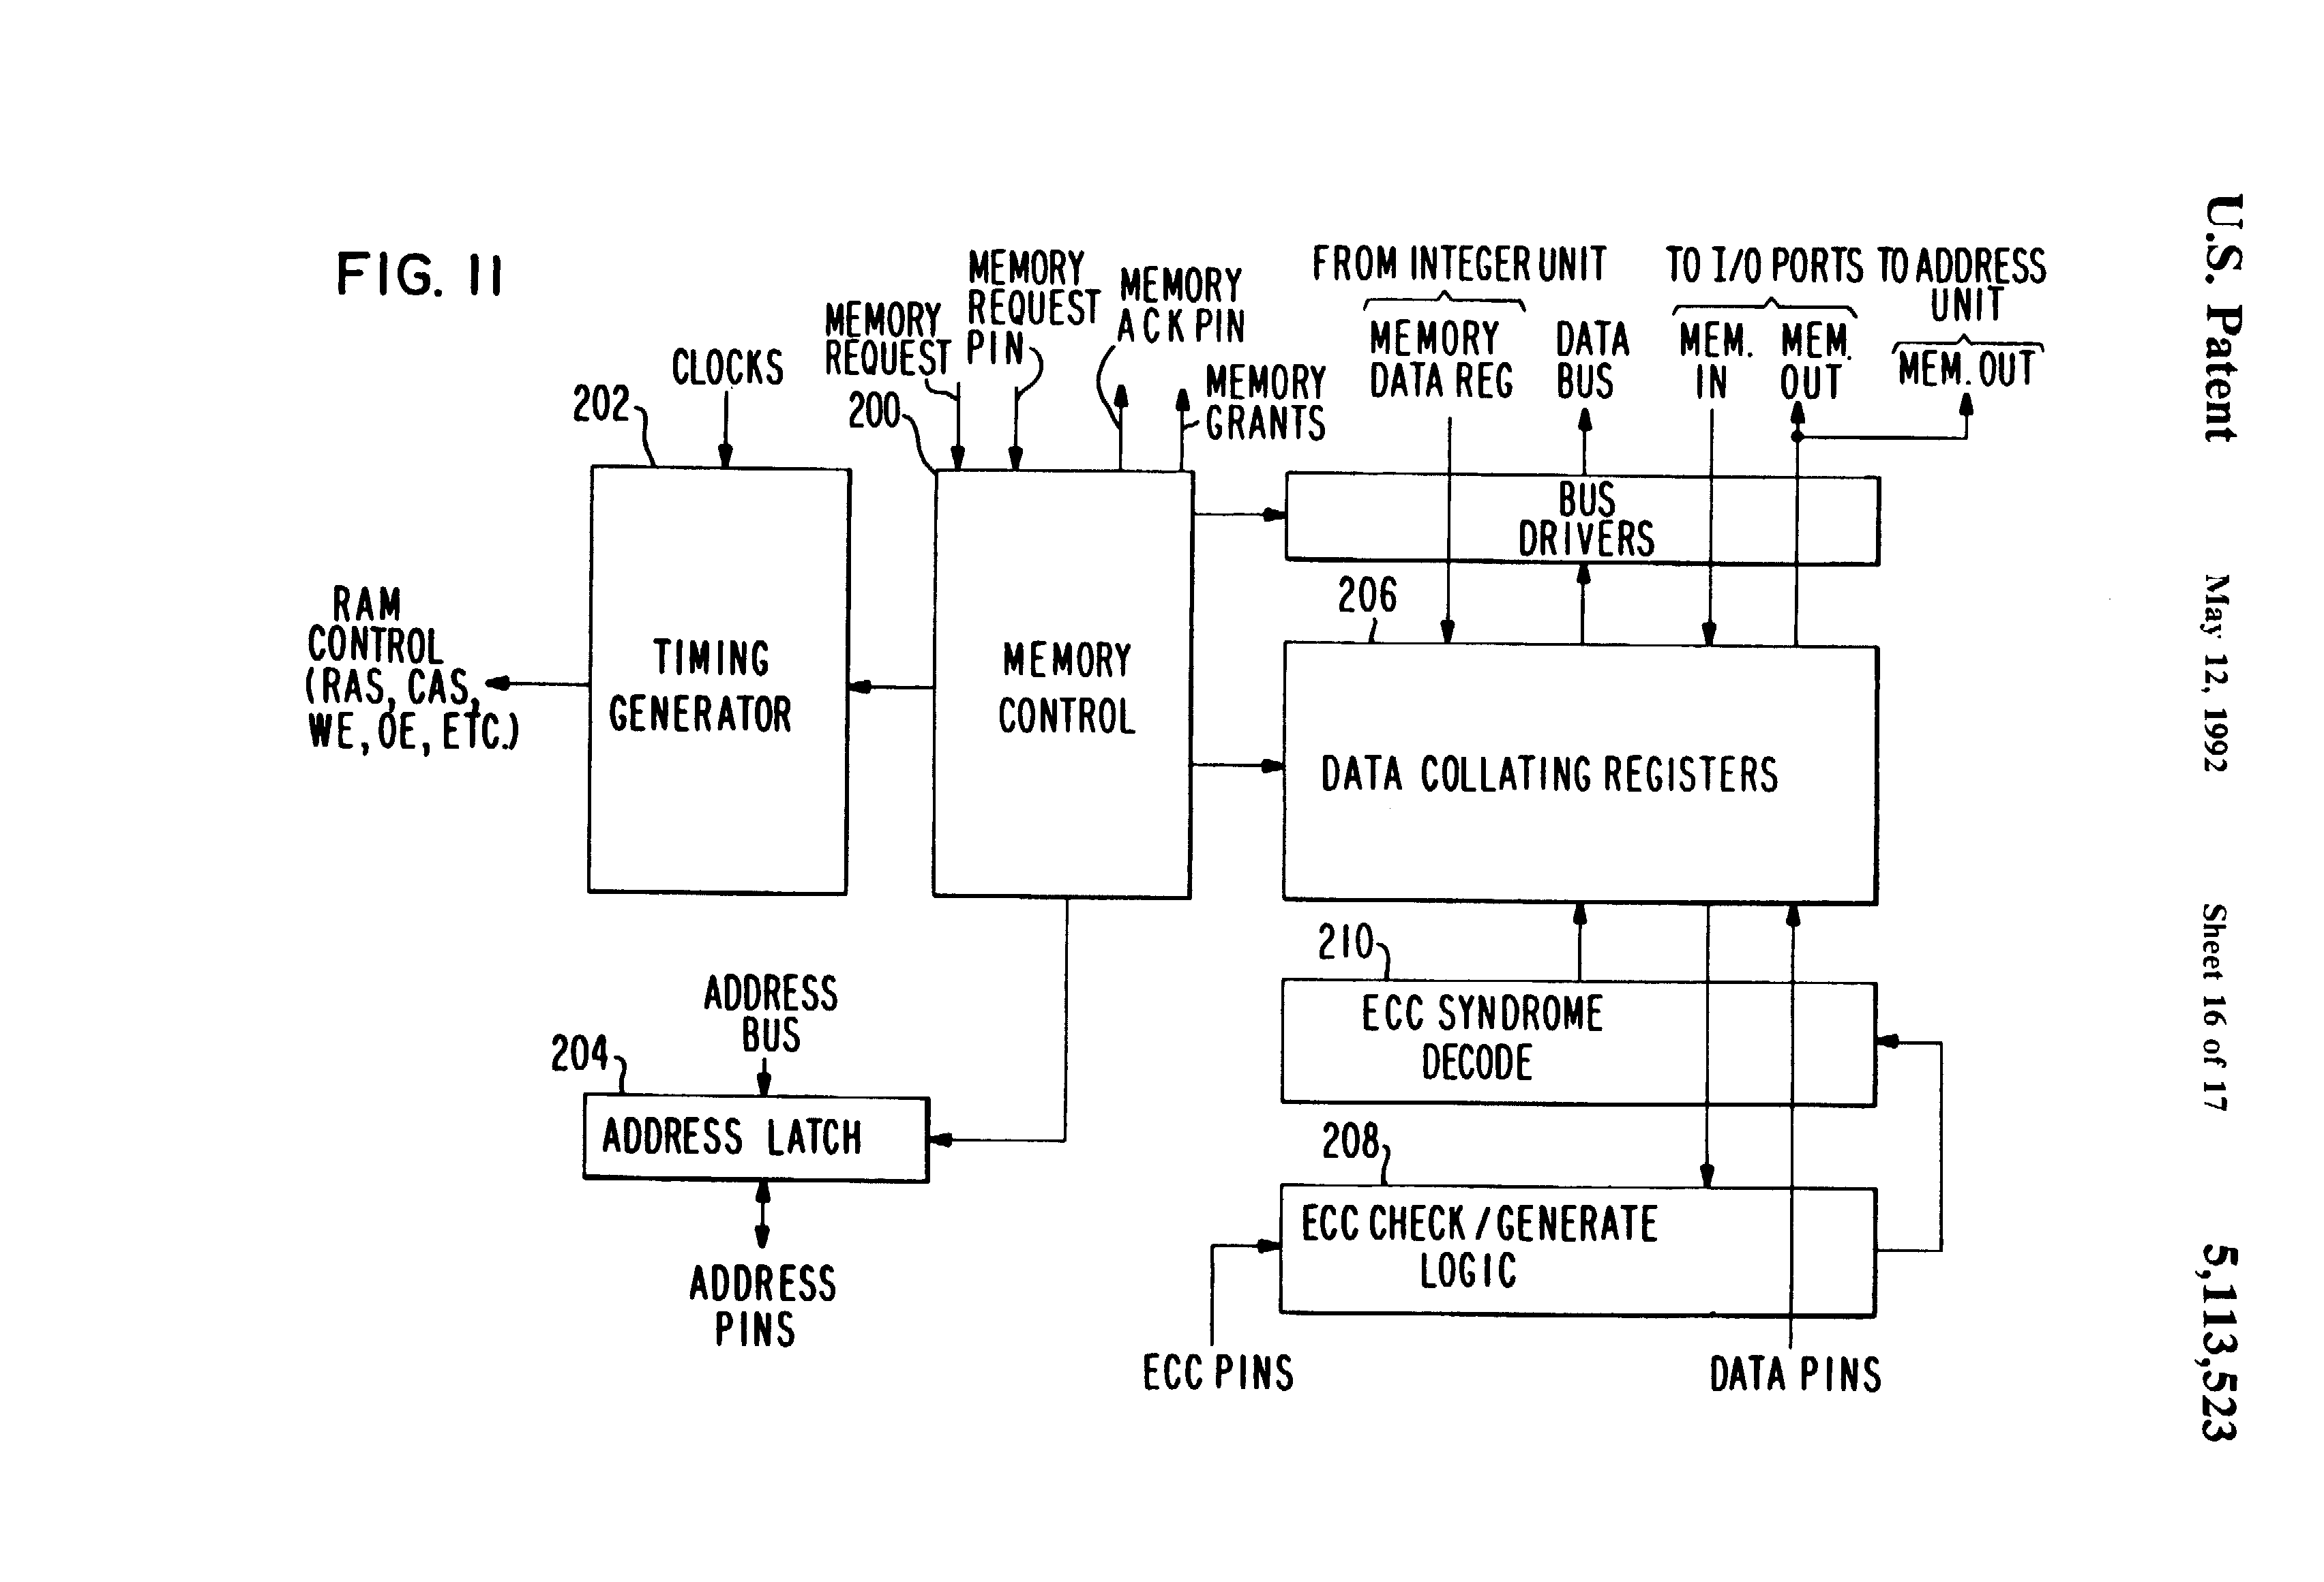 U.S. Patent
May 12, 1992
Sheet 16 of 17
5,113,523
FIG. 11
CLOCKS
202
TIMING
GENERATOR
RAM
CONTROL
(RAS, CAS,
WE, OE, ETC.)
MEMORY
REQUEST
MEMORY
REQUEST
PIN
MEMORY
ACK PIN
MEMORY
GRANTS
200
MEMORY
CONTROL
FROM INTEGER UNIT
MEMORY
DATA REG
DATA
BUS
TO I/O PORTS
MEM.
IN
MEM.
OUT
TO ADDRESS
UNIT
MEM. OUT
BUS
DRIVERS
206
DATA COLLATING REGISTERS
210
ECC SYNDROME
DECODE
208
ECC CHECK/GENERATE
LOGIC
ECC PINS
DATA PINS
ADDRESS
BUS
204
ADDRESS LATCH
ADDRESS
PINS